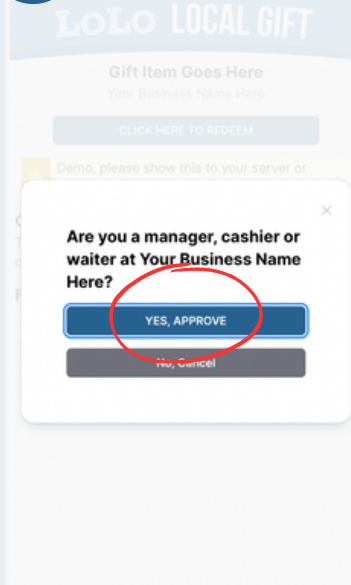 LOLO LOCAL GIFT
Gift Item Goes Here
Your Business Name Here
CLICK HERE TO REDEEM
Demo, please show this to your server or
Are you a manager, cashier or
waiter at Your Business Name
Here?
YES, APPROVE
No, Cancel